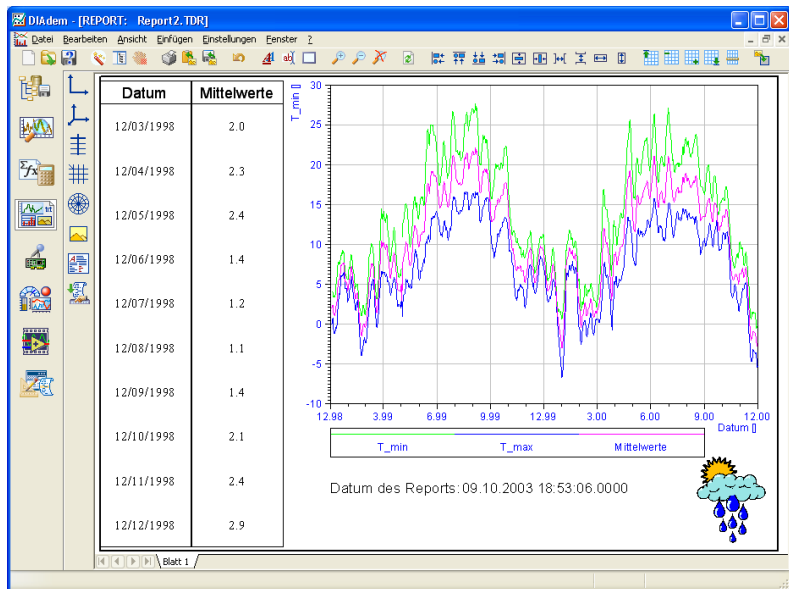 DIAdem - [REPORT: Report2.TDR]
Datei Bearbeiten Ansicht Einfügen Einstellungen Fenster ?
Datum Mittelwerte
12/03/1998 2.0
12/04/1998 2.3
12/05/1998 2.4
12/06/1998 1.4
12/07/1998 1.2
12/08/1998 1.1
12/09/1998 1.4
12/10/1998 2.1
12/11/1998 2.4
12/12/1998 2.9
T_min []
30
25
20
15
10
5
0
-5
-10
12.98 3.99 6.99 9.99 12.99 3.00 6.00 9.00 12.00
Datum []
T_min T_max Mittelwerte
Datum des Reports: 09.10.2003 18:53:06.0000
Blatt 1